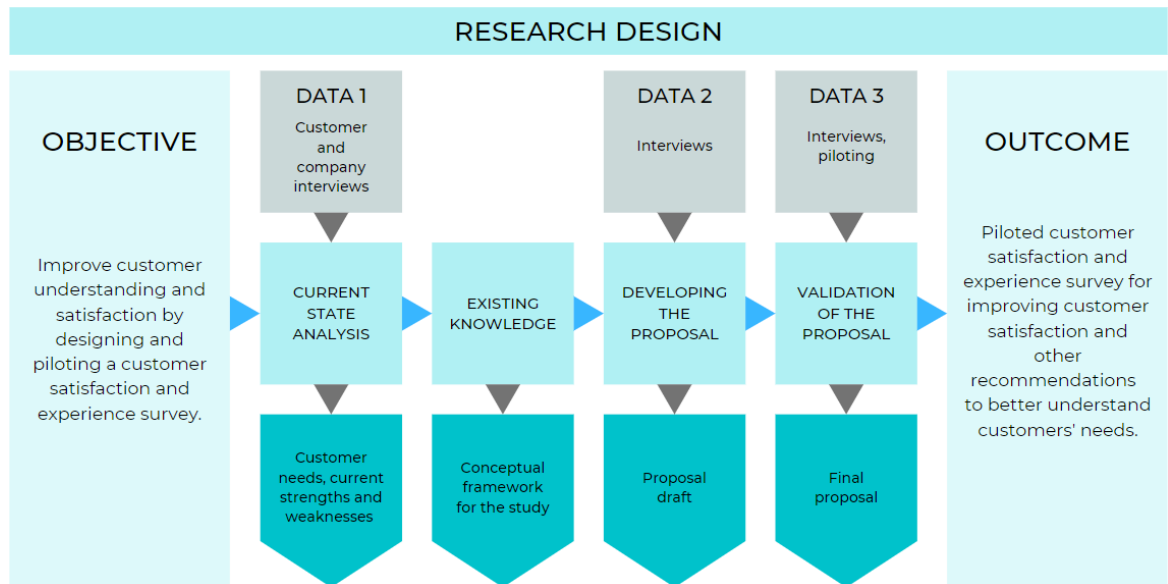 RESEARCH DESIGN
OBJECTIVE
Improve customer
understanding and
satisfaction by
designing and
piloting a customer
satisfaction and
experience survey.
DATA 1
Customer
and
company
interviews
CURRENT
STATE
ANALYSIS
Customer
needs, current
strengths and
weaknesses
EXISTING
KNOWLEDGE
Conceptual
framework
for the study
DATA 2
Interviews
DEVELOPING
THE
PROPOSAL
Proposal
draft
DATA 3
Interviews,
piloting
VALIDATION
OF THE
PROPOSAL
Final
proposal
OUTCOME
Piloted customer
satisfaction and
experience survey for
improving customer
satisfaction and
other
recommendations
to better understand
customers' needs.